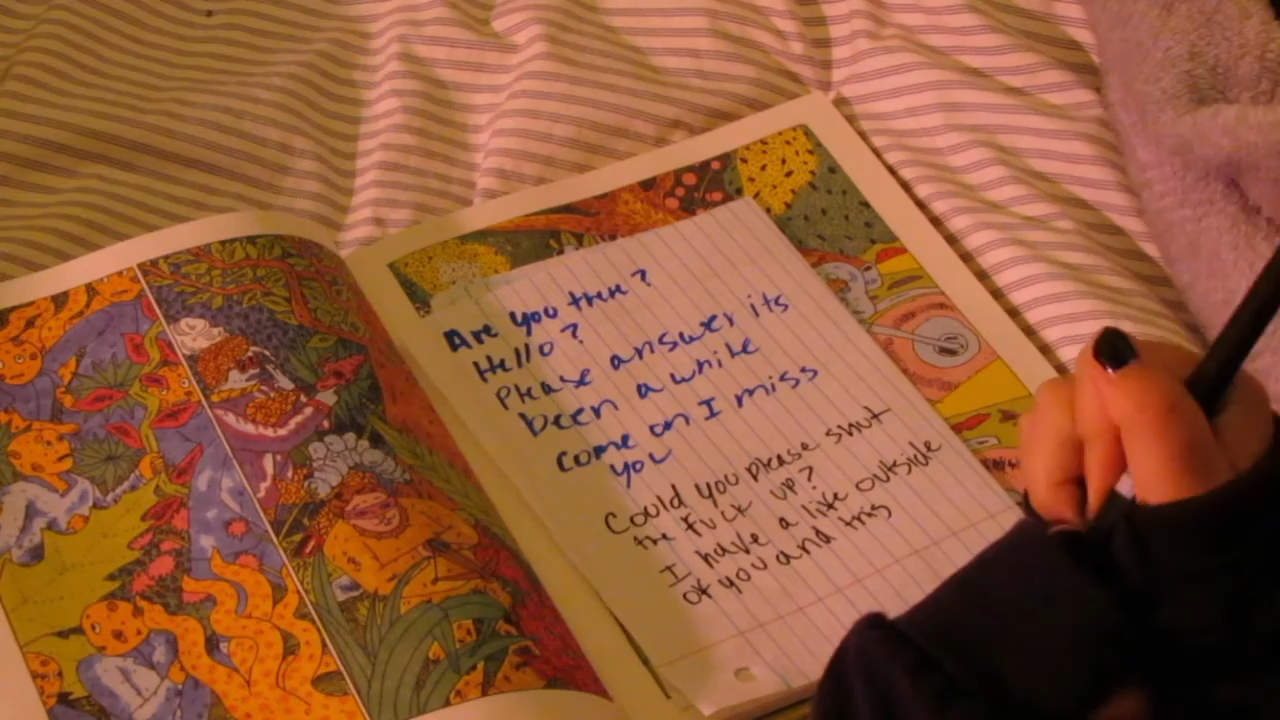 Are you there?
Hello?
Please answer its
been a while
come on I miss
you
Could you please shut
the fuck up?
I have a life outside
of you and this